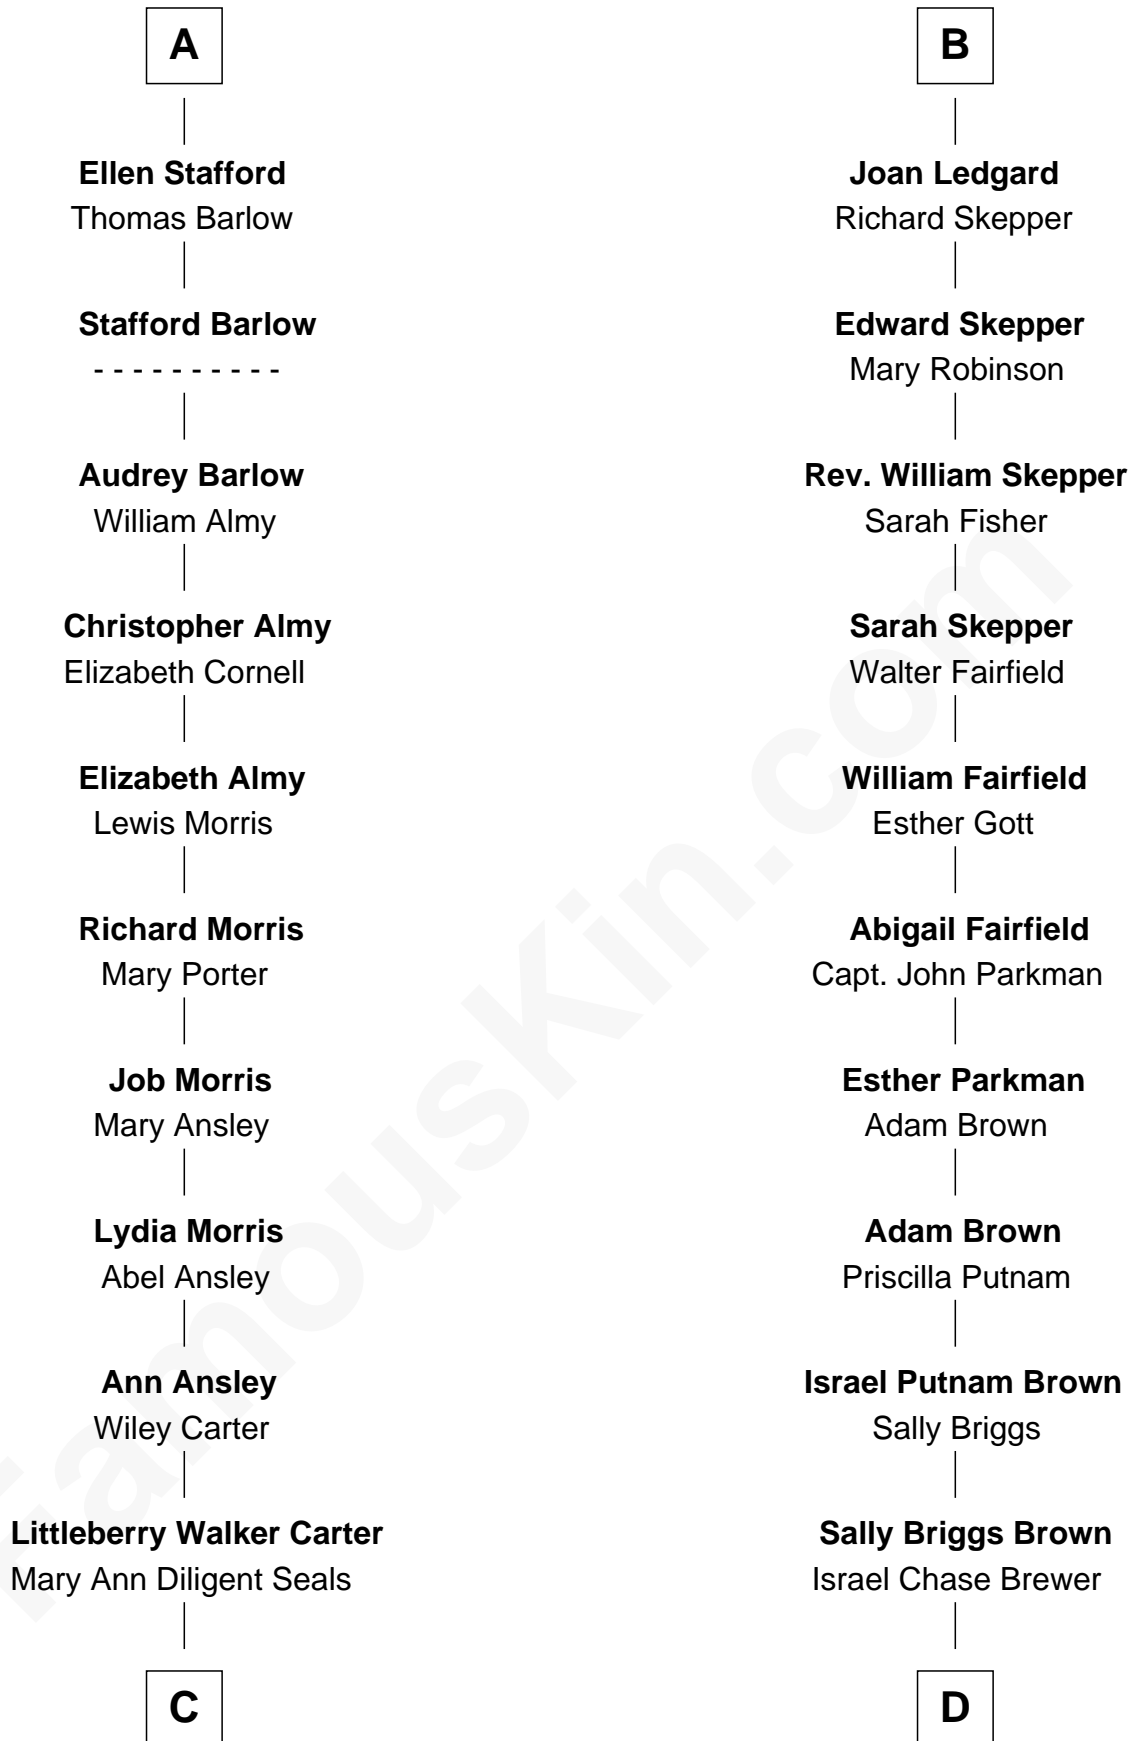 A
Ellen Stafford
Thomas Barlow
Stafford Barlow
- - - - - - - - - -
Audrey Barlow
William Almy
Christopher Almy
Elizabeth Cornell
Elizabeth Almy
Lewis Morris
Richard Morris
Mary Porter
Job Morris
Mary Ansley
Lydia Morris
Abel Ansley
Ann Ansley
Wiley Carter
Littleberry Walker Carter
Mary Ann Diligent Seals
C
B
Joan Ledgard
Richard Skepper
Edward Skepper
Mary Robinson
Rev. William Skepper
Sarah Fisher
Sarah Skepper
Walter Fairfield
William Fairfield
Esther Gott
Abigail Fairfield
Capt. John Parkman
Esther Parkman
Adam Brown
Adam Brown
Priscilla Putnam
Israel Putnam Brown
Sally Briggs
Sally Briggs Brown
Israel Chase Brewer
D
FamousKin.com